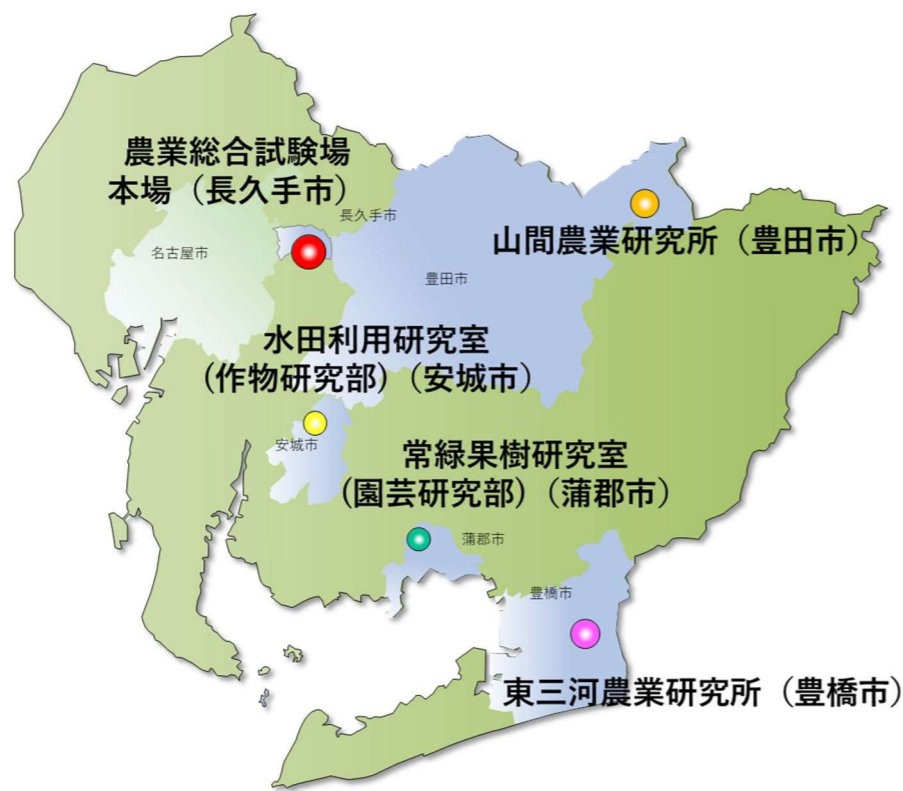 農業総合試験場
本場（長久手市）
長久手市
名古屋市
山間農業研究所（豊田市）
豊田市
水田利用研究室
(作物研究部)（安城市）
安城市
常緑果樹研究室
(園芸研究部)（蒲郡市）
蒲郡市
豊橋市
東三河農業研究所（豊橋市）